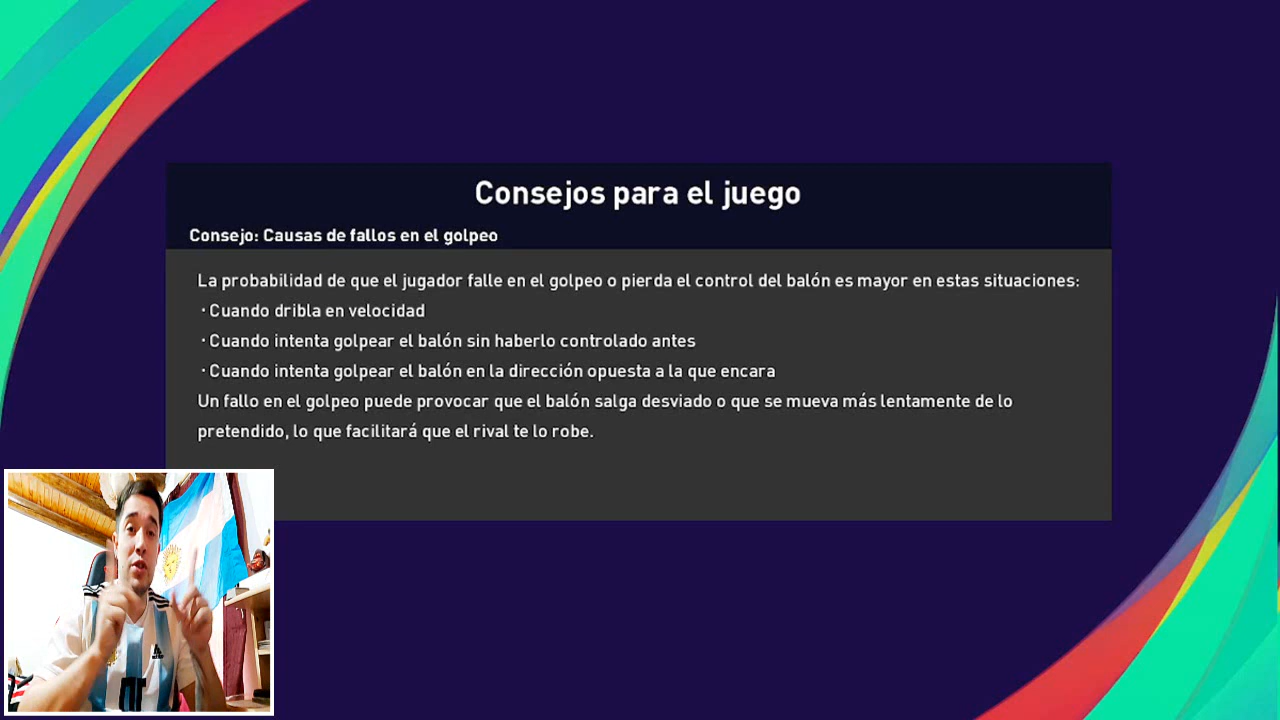 Consejos para el juego
Consejo: Causas de fallos en el golpeo
La probabilidad de que el jugador falle en el golpeo o pierda el control del balón es mayor en estas situaciones:
·Cuando dribla en velocidad
·Cuando intenta golpear el balón sin haberlo controlado antes
·Cuando intenta golpear el balón en la dirección opuesta a la que encara
Un fallo en el golpeo puede provocar que el balón salga desviado o que se mueva más lentamente de lo
pretendido, lo que facilitará que el rival te lo robe.